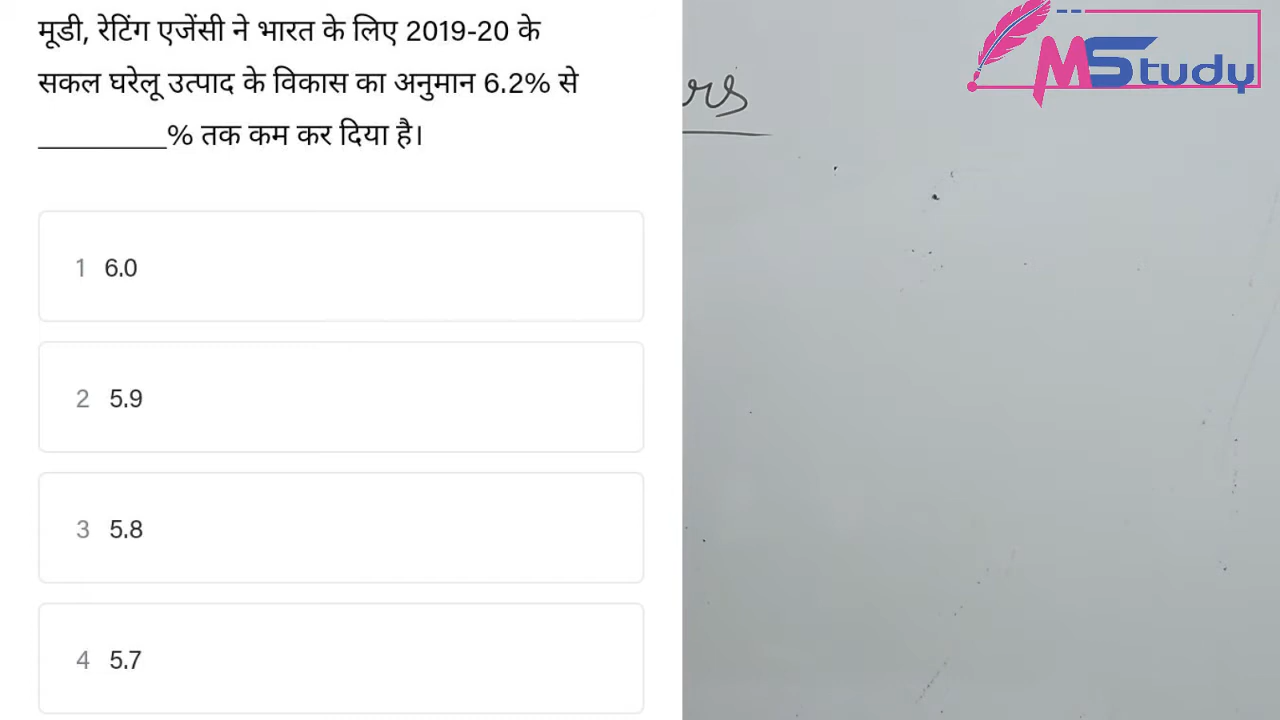 मूडी, रेटिंग एजेंसी ने भारत के लिए 2019-20 के
सकल घरेलू उत्पाद के विकास का अनुमान 6.2% से
_________% तक कम कर दिया है।
1 6.0
2 5.9
3 5.8
4 5.7
rs
MStudy